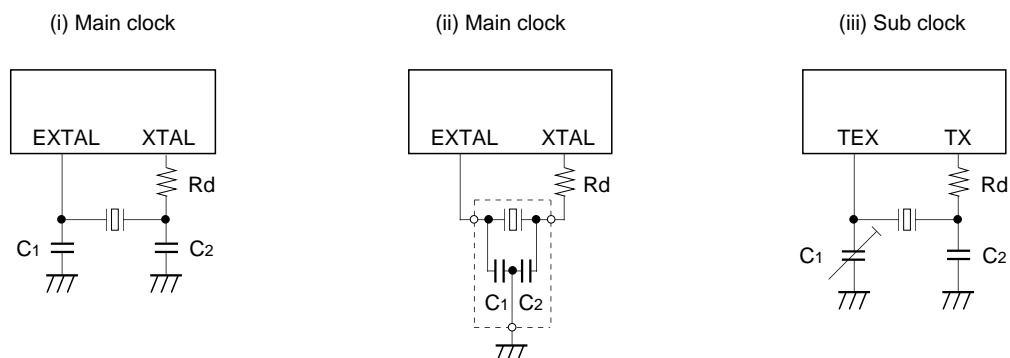 (i) Main clock
EXTAL XTAL
Rd
C1 C2
(ii) Main clock
EXTAL XTAL
Rd
C1 C2
(iii) Sub clock
TEX TX
Rd
C1 C2